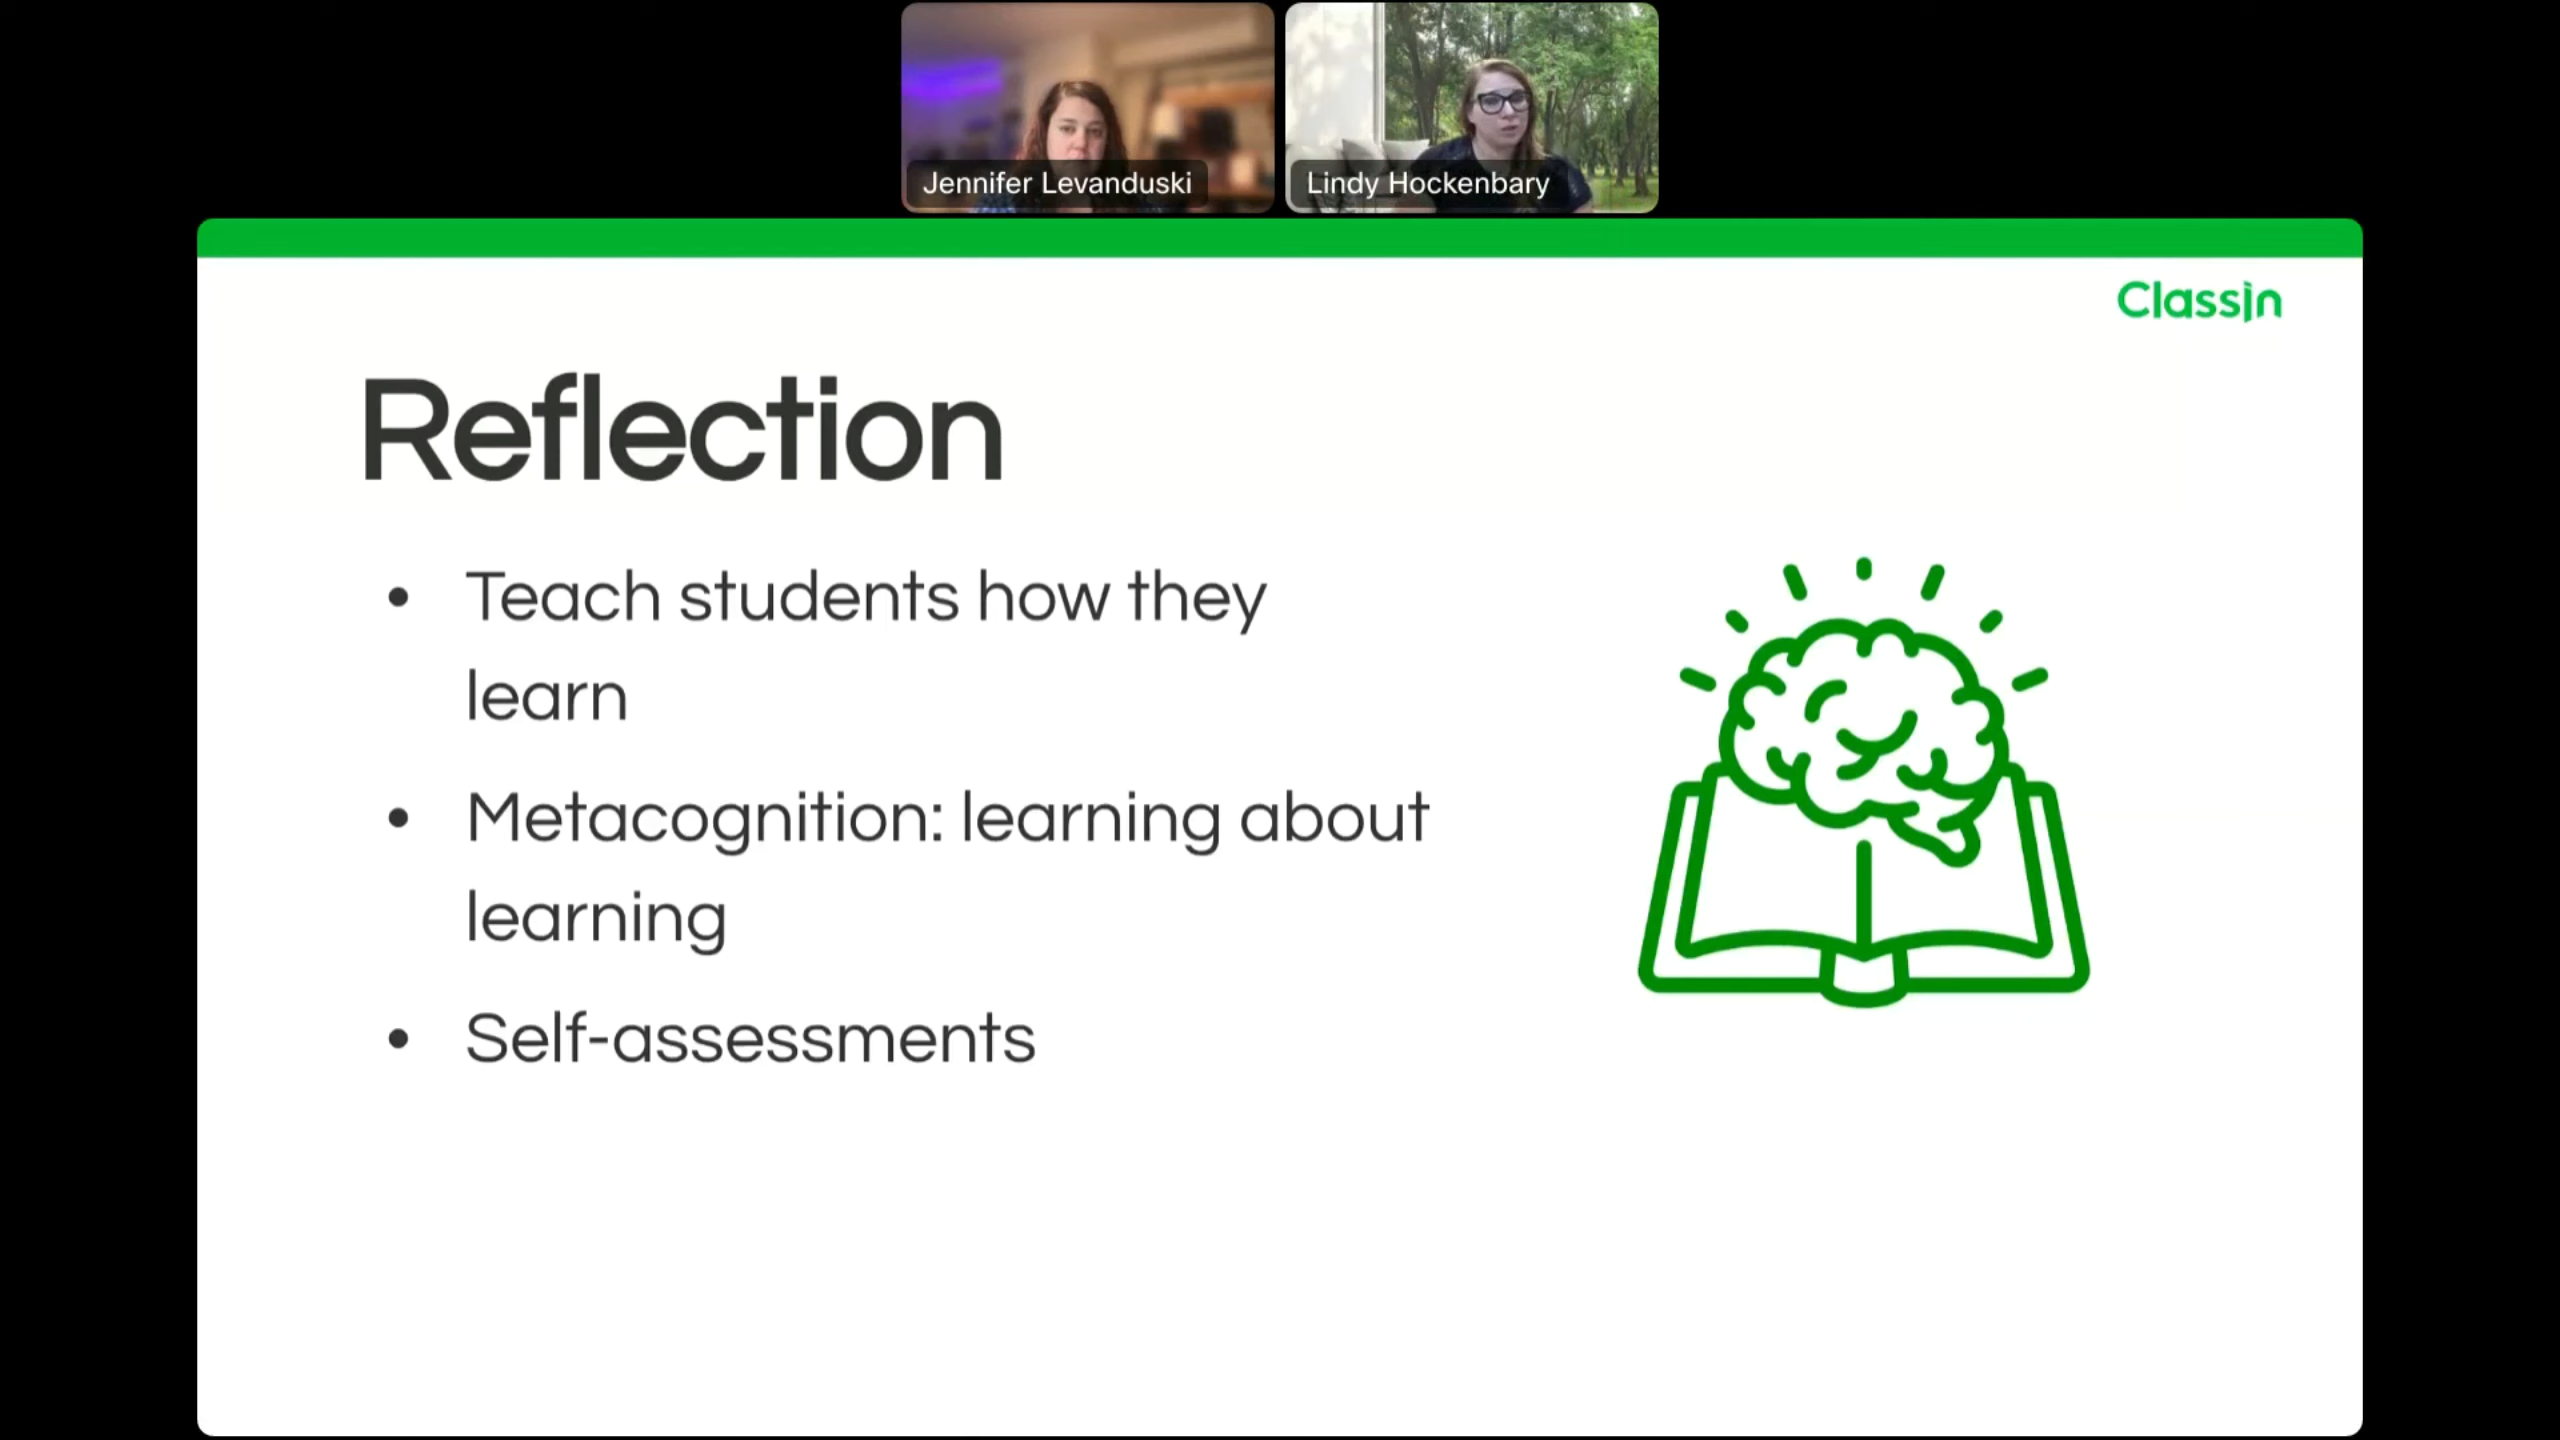 Jennifer Levanduski
Lindy Hockenbary
ClassIn
Reflection
• Teach students how they
learn
• Metacognition: learning about
learning
• Self-assessments